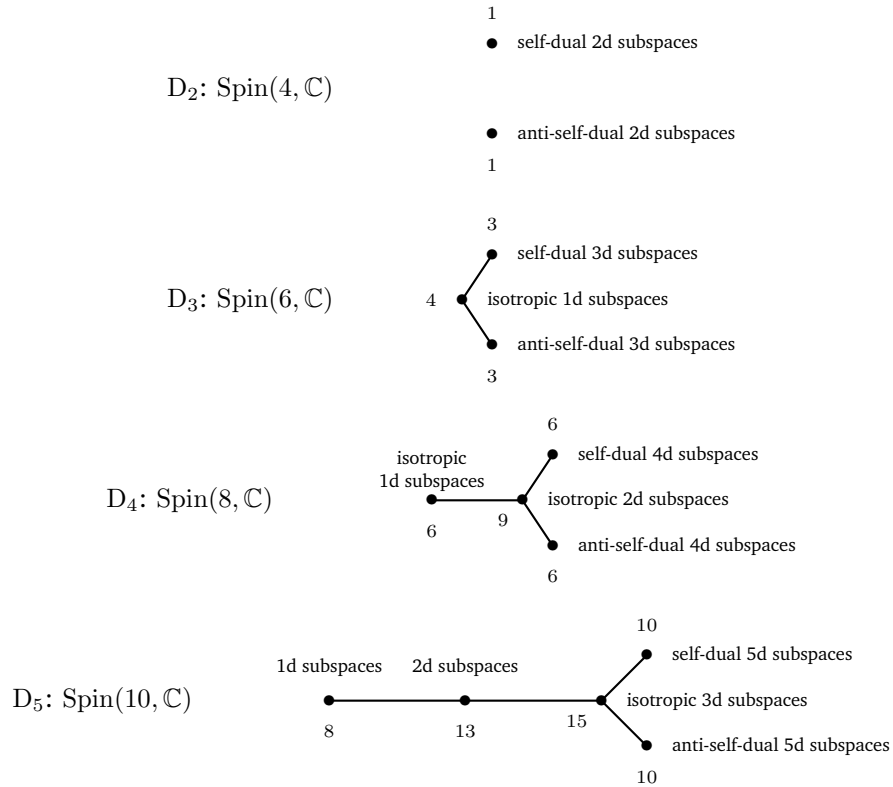 1
self-dual 2d subspaces
D₂: Spin(4, ℂ)
anti-self-dual 2d subspaces
1
3
self-dual 3d subspaces
D₃: Spin(6, ℂ)
4
isotropic 1d subspaces
anti-self-dual 3d subspaces
3
6
isotropic
1d subspaces
self-dual 4d subspaces
D₄: Spin(8, ℂ)
isotropic 2d subspaces
6
9
anti-self-dual 4d subspaces
6
10
1d subspaces
2d subspaces
self-dual 5d subspaces
D₅: Spin(10, ℂ)
isotropic 3d subspaces
8
13
15
anti-self-dual 5d subspaces
10